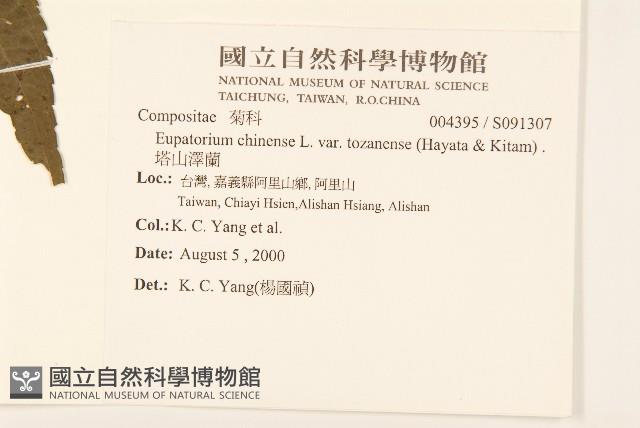 國立自然科學博物館
NATIONAL MUSEUM OF NATURAL SCIENCE
TAICHUNG, TAIWAN, R.O.CHINA
Compositae 菊科 004395 / S091307
Eupatorium chinense L. var. tozanense (Hayata & Kitam) .
塔山澤蘭
Loc.: 台灣, 嘉義縣阿里山鄉, 阿里山
Taiwan, Chiayi Hsien,Alishan Hsiang, Alishan
Col.: K. C. Yang et al.
Date: August 5 , 2000
Det.: K. C. Yang(楊國禎)
國立自然科學博物館
NATIONAL MUSEUM OF NATURAL SCIENCE